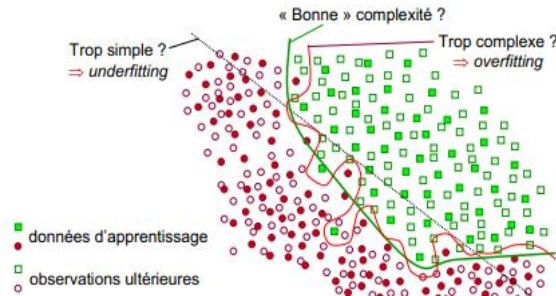 « Bonne » complexité ?
Trop simple ?
⇒ underfitting
Trop complexe ?
⇒ overfitting
données d'apprentissage
observations ultérieures